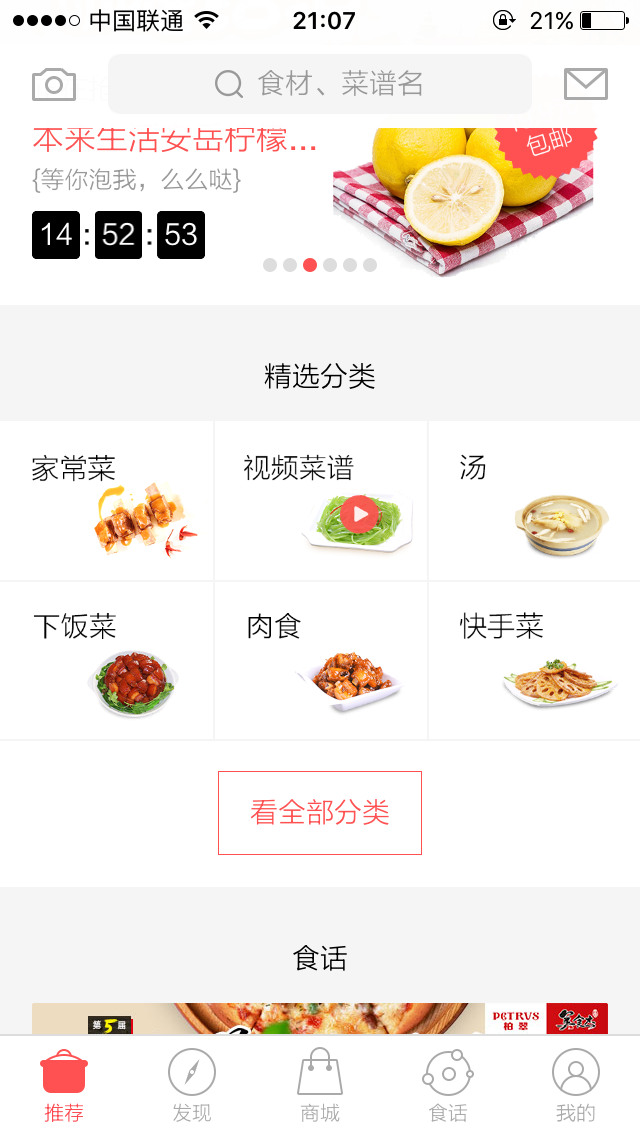 中国联通 21:07 21%
食材、菜谱名
本来生活安岳柠檬...
包邮
{等你泡我，么么哒}
14:52:53
精选分类
家常菜 视频菜谱 汤
下饭菜 肉食 快手菜
看全部分类
食话
第5届
PETRVS
柏翠
推荐 发现 商城 食话 我的